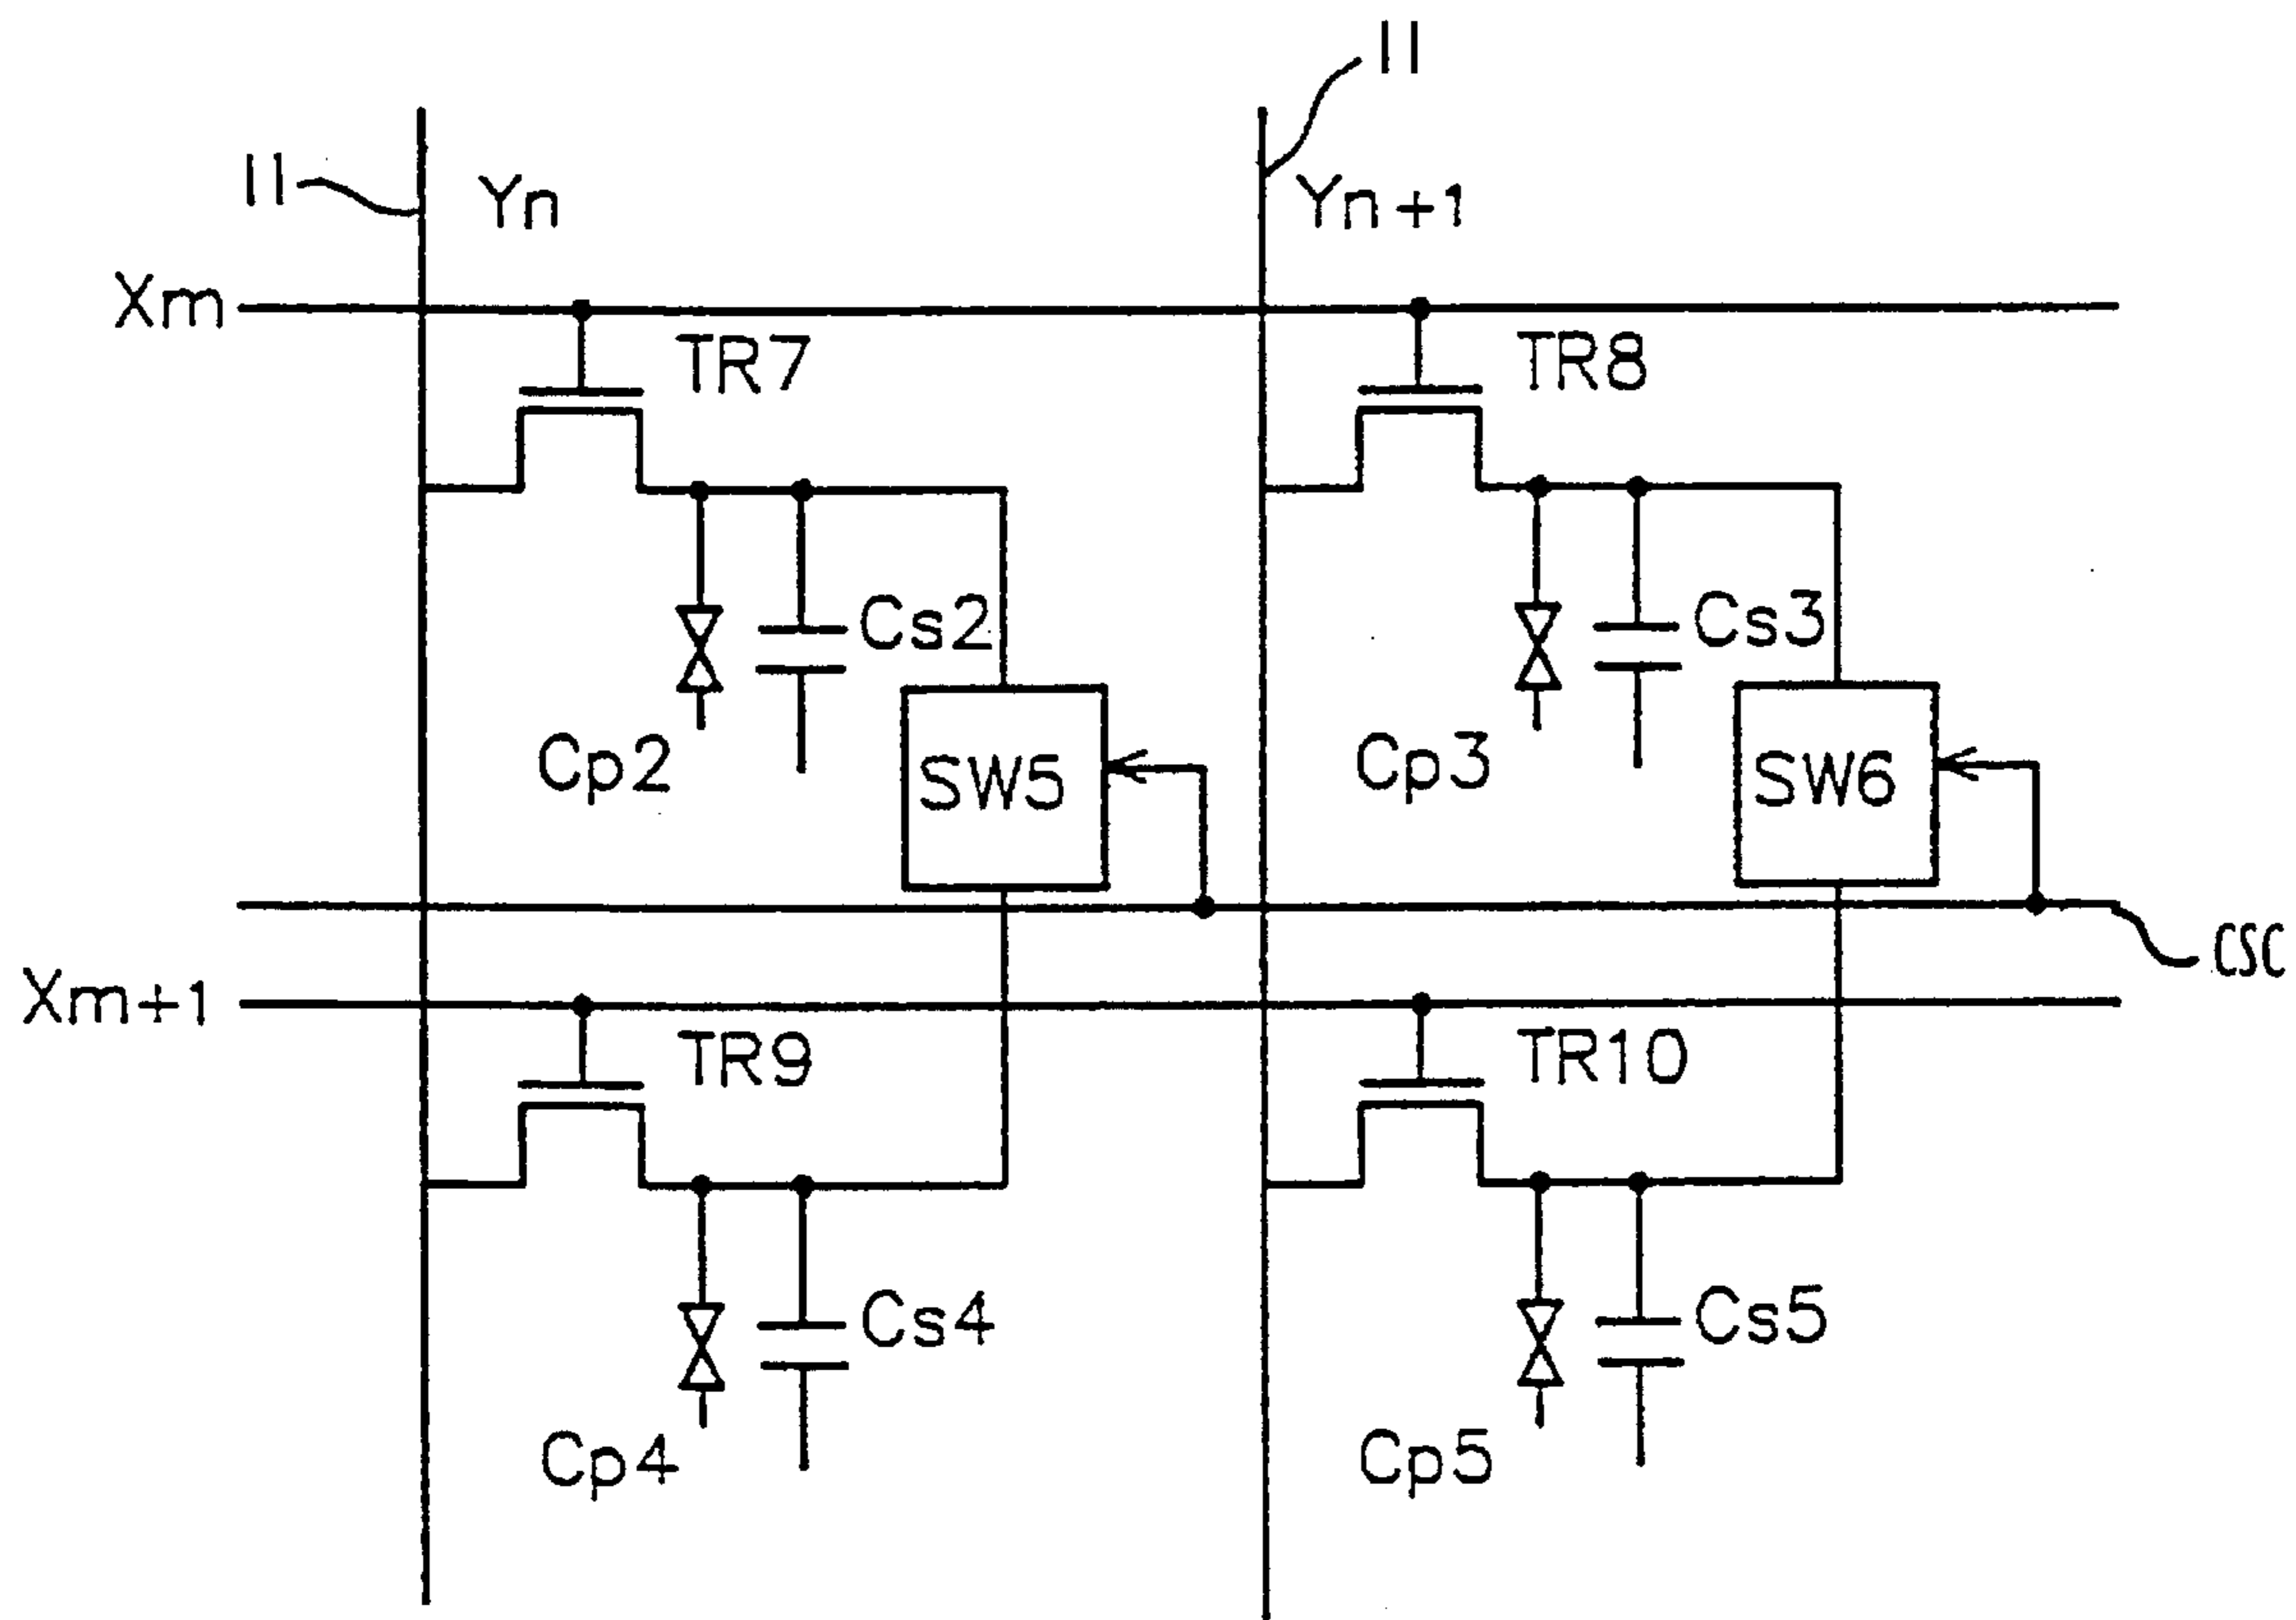 11
11
Yn
Yn+1
Xm
TR7
TR8
Cs2
Cs3
Cp2
SW5
Cp3
SW6
CSC
Xm+1
TR9
TR10
Cs4
Cs5
Cp4
Cp5